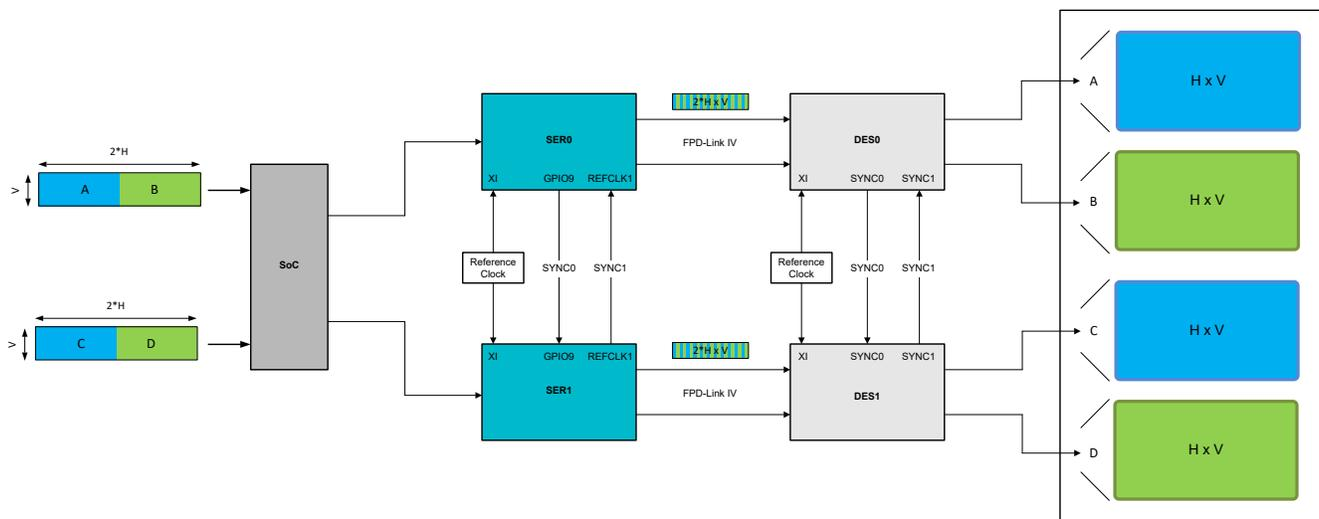 2*H
V
A B
SoC
2*H
V
C D
SER0
XI GPIO9 REFCLK1
2*H x V
FPD-Link IV
DES0
XI SYNC0 SYNC1
Reference
Clock
SYNC0 SYNC1
Reference
Clock
SYNC0 SYNC1
XI GPIO9 REFCLK1
SER1
2*H x V
FPD-Link IV
XI SYNC0 SYNC1
DES1
A
H x V
B
H x V
C
H x V
D
H x V